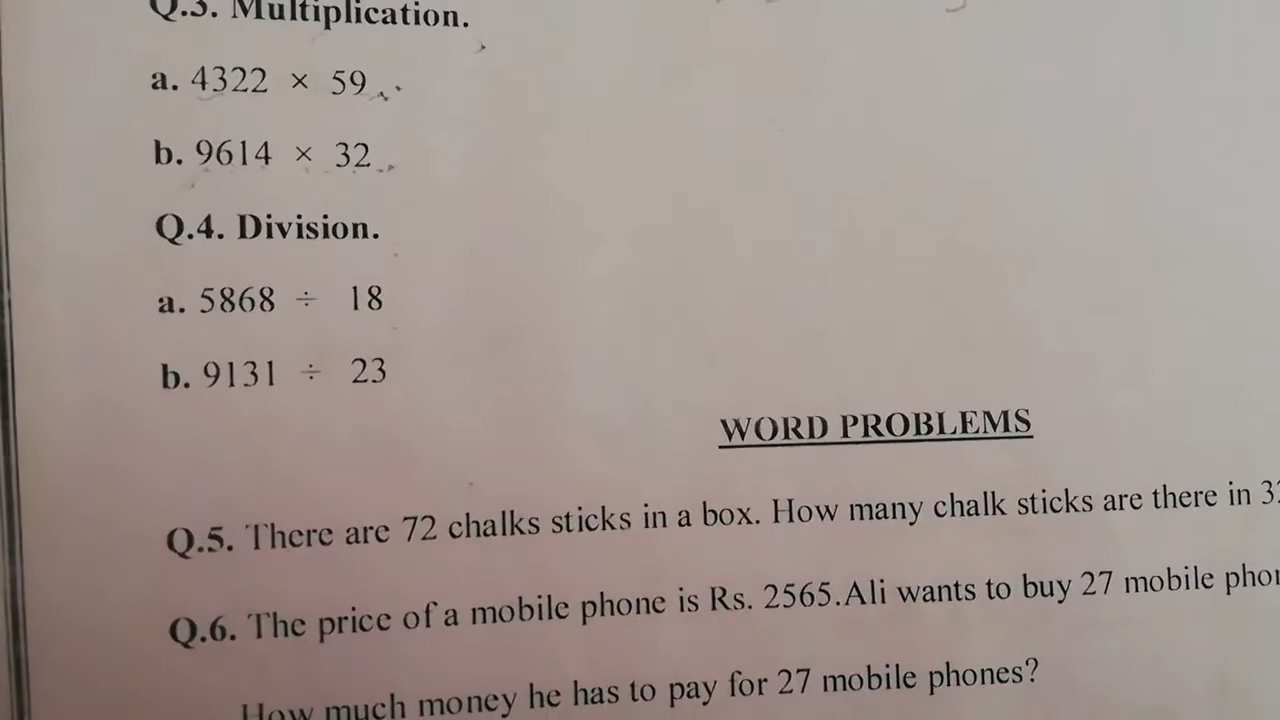 Q.3. Multiplication.
a. 4322 × 59
b. 9614 × 32
Q.4. Division.
a. 5868 ÷ 18
b. 9131 ÷ 23
WORD PROBLEMS
Q.5. There are 72 chalks sticks in a box. How many chalk sticks are there in
Q.6. The price of a mobile phone is Rs. 2565.Ali wants to buy 27 mobile
How much money he has to pay for 27 mobile phones?